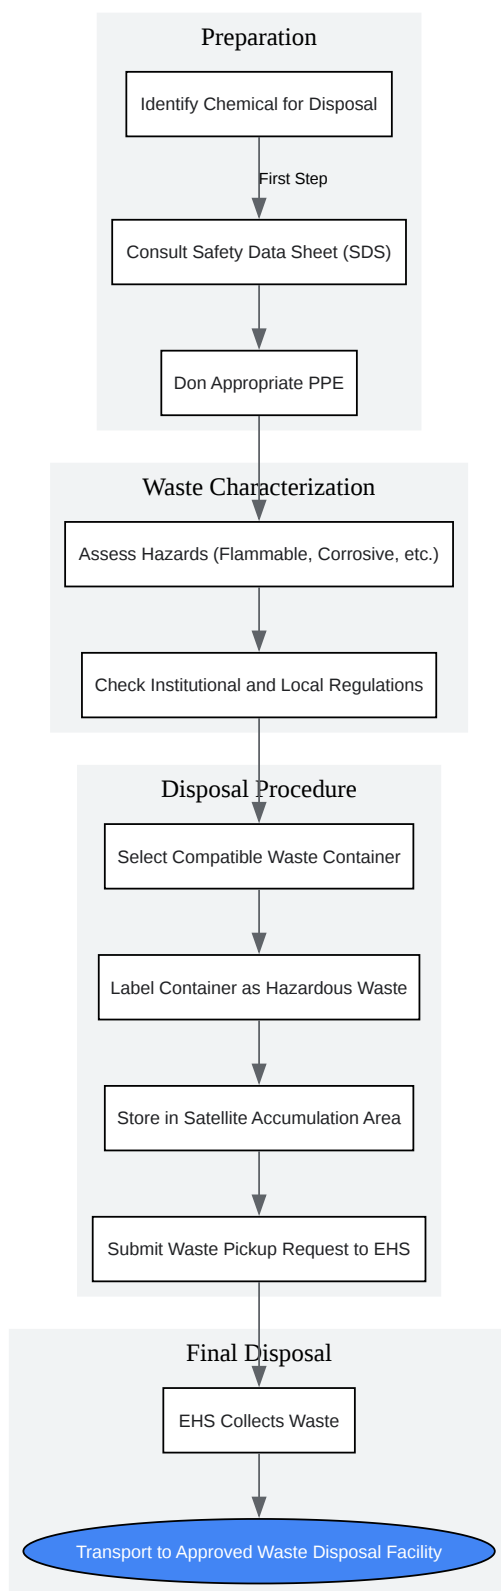 Preparation
Identify Chemical for Disposal
First Step
Consult Safety Data Sheet (SDS)
Don Appropriate PPE
Waste Characterization
Assess Hazards (Flammable, Corrosive, etc.)
Check Institutional and Local Regulations
Disposal Procedure
Select Compatible Waste Container
Label Container as Hazardous Waste
Store in Satellite Accumulation Area
Submit Waste Pickup Request to EHS
Final Disposal
EHS Collects Waste
Transport to Approved Waste Disposal Facility